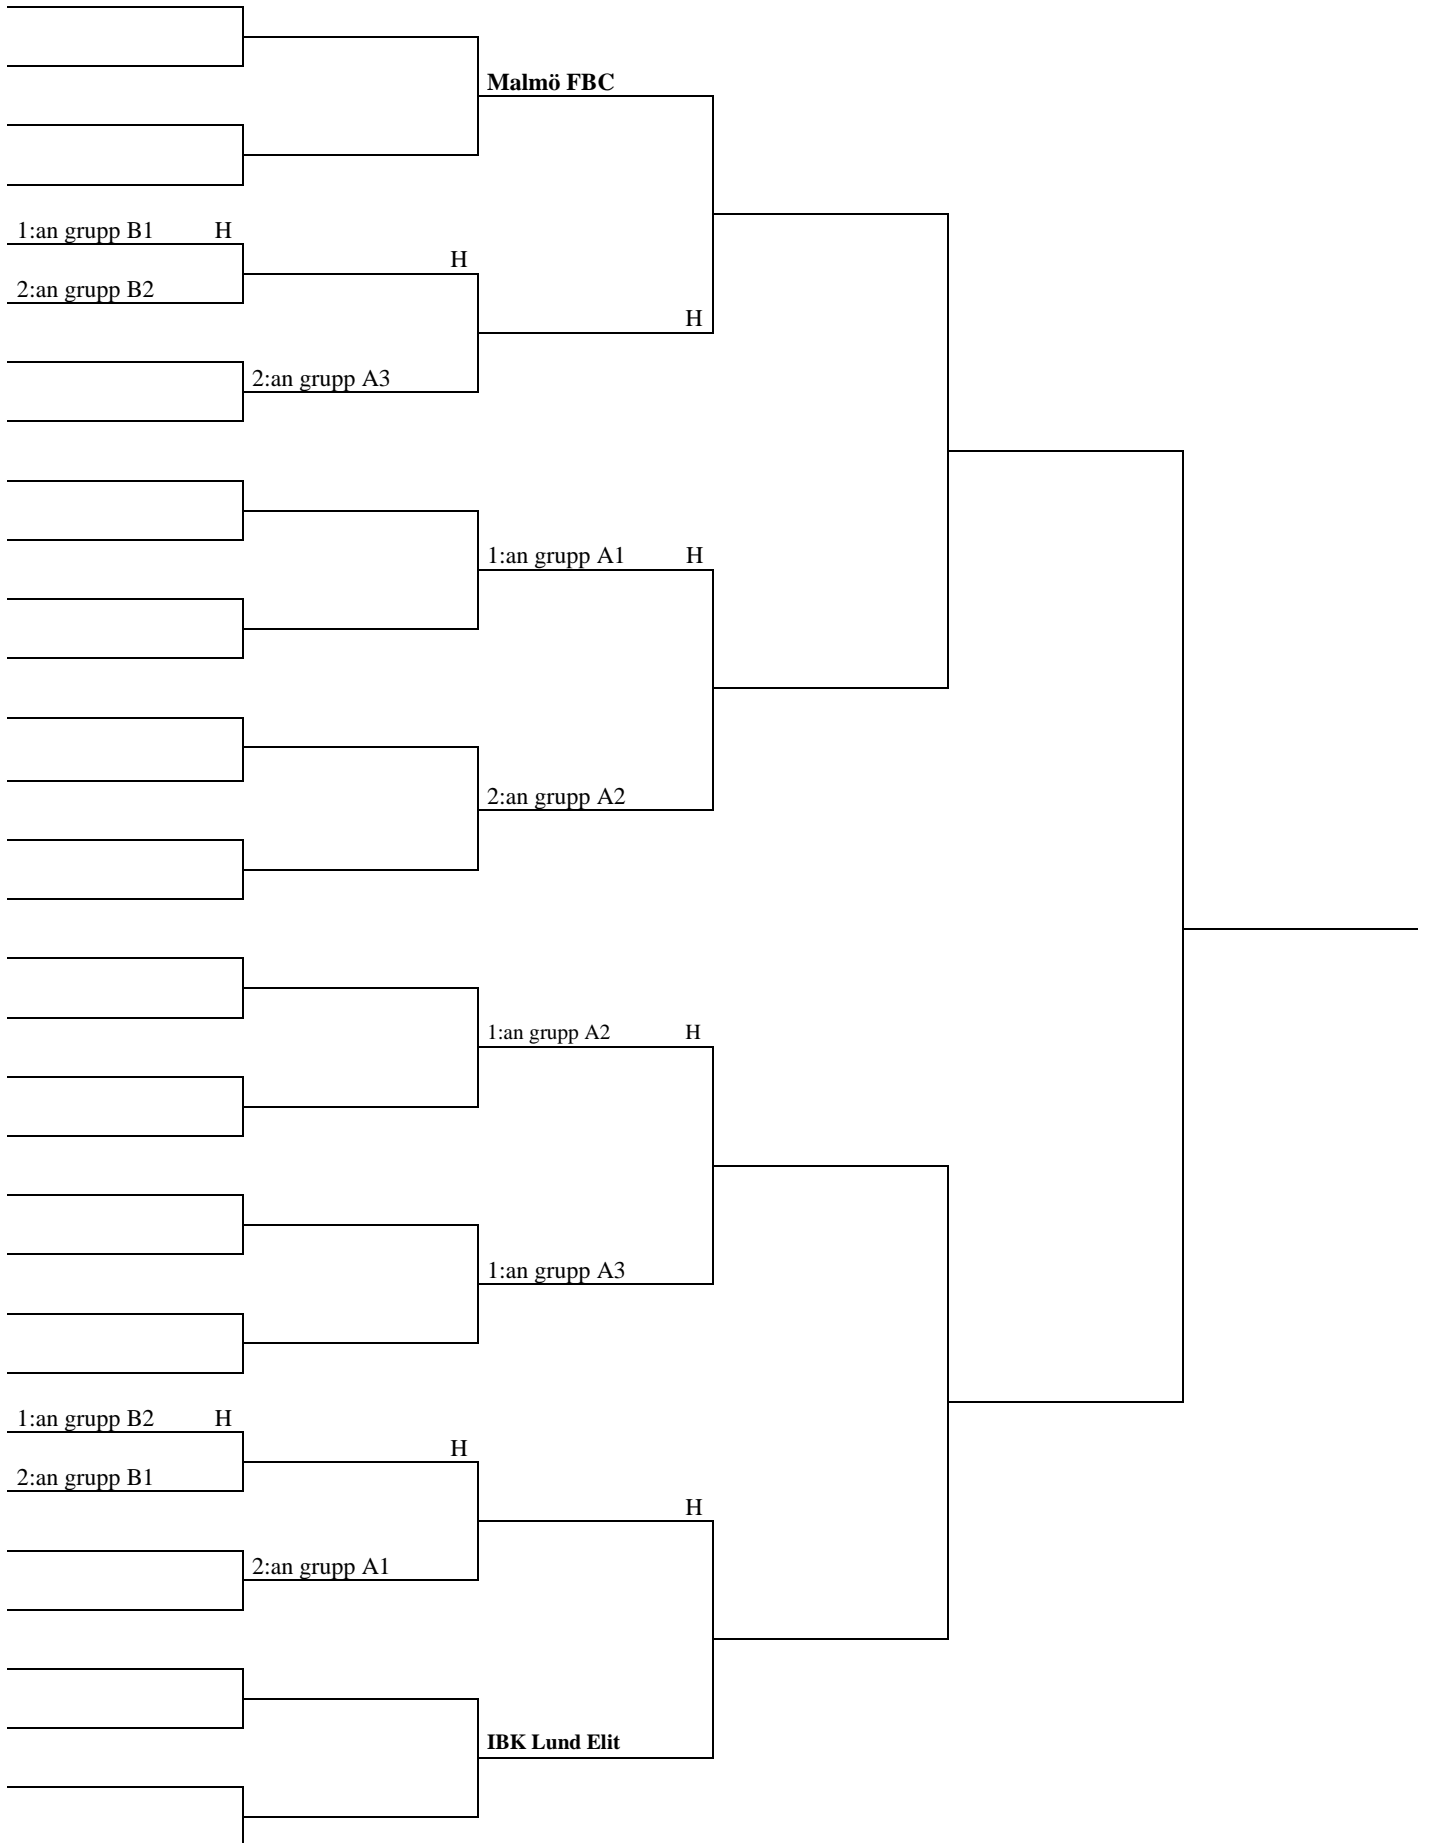 Malmö FBC
1:an grupp B1 H
H
2:an grupp B2
H
2:an grupp A3
1:an grupp A1 H
2:an grupp A2
1:an grupp A2 H
1:an grupp A3
1:an grupp B2 H
H
2:an grupp B1
H
2:an grupp A1
IBK Lund Elit